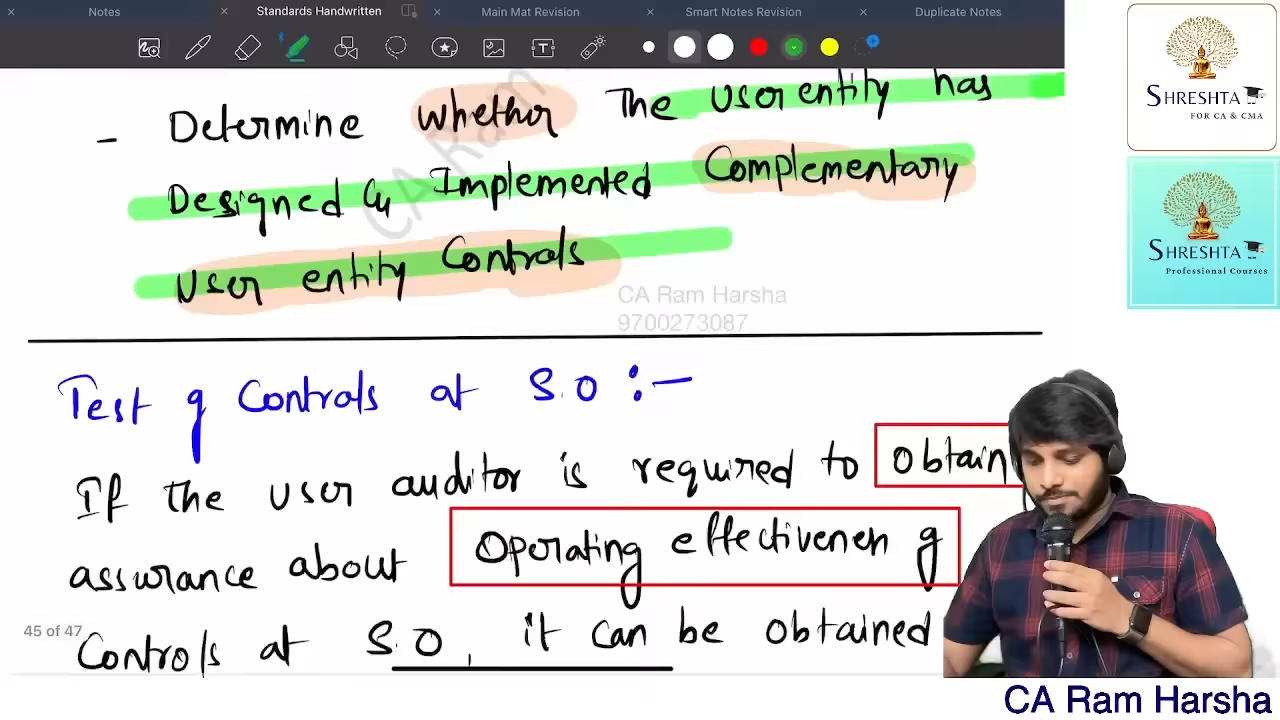 Notes
Standards Handwritten
Main Mat Revision
Smart Notes Revision
Duplicate Notes
- Determine whether The user entity has
Designed & Implemented Complementary
User entity Controls
CA Ram Harsha
9700273087
Test of Controls at S.O :-
If the user auditor is required to obtain
assurance about Operating effectiveness of
Controls at S.O, it can be obtained
45 of 47
SHRESHTA
FOR CA & CMA
SHRESHTA
Professional Courses
CA Ram Harsha